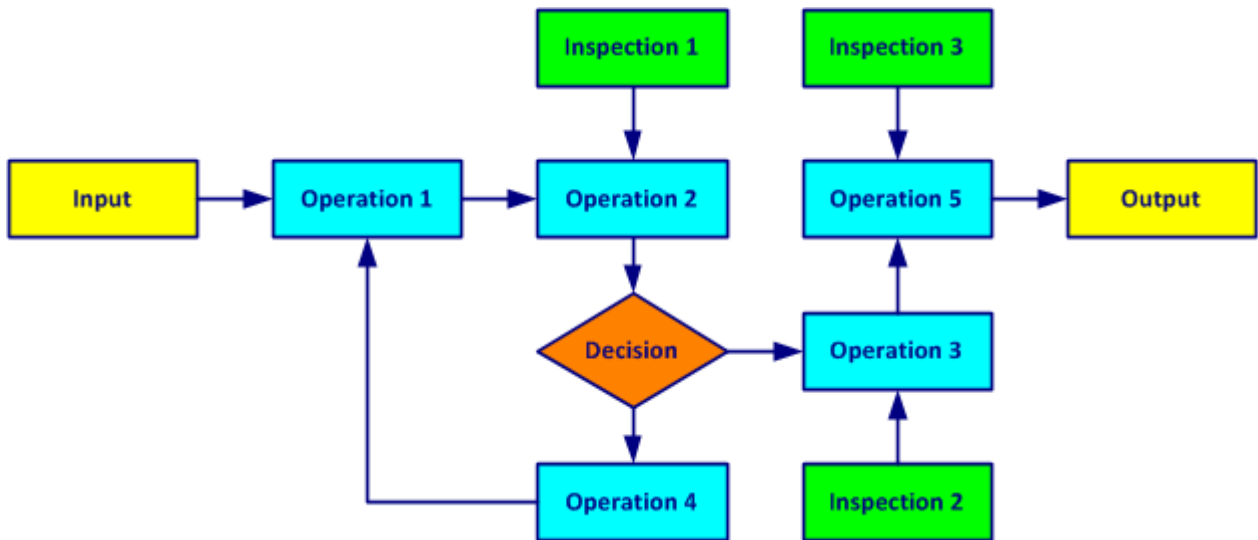 Inspection 1
Inspection 3
Input
Operation 1
Operation 2
Operation 5
Output
Decision
Operation 3
Operation 4
Inspection 2